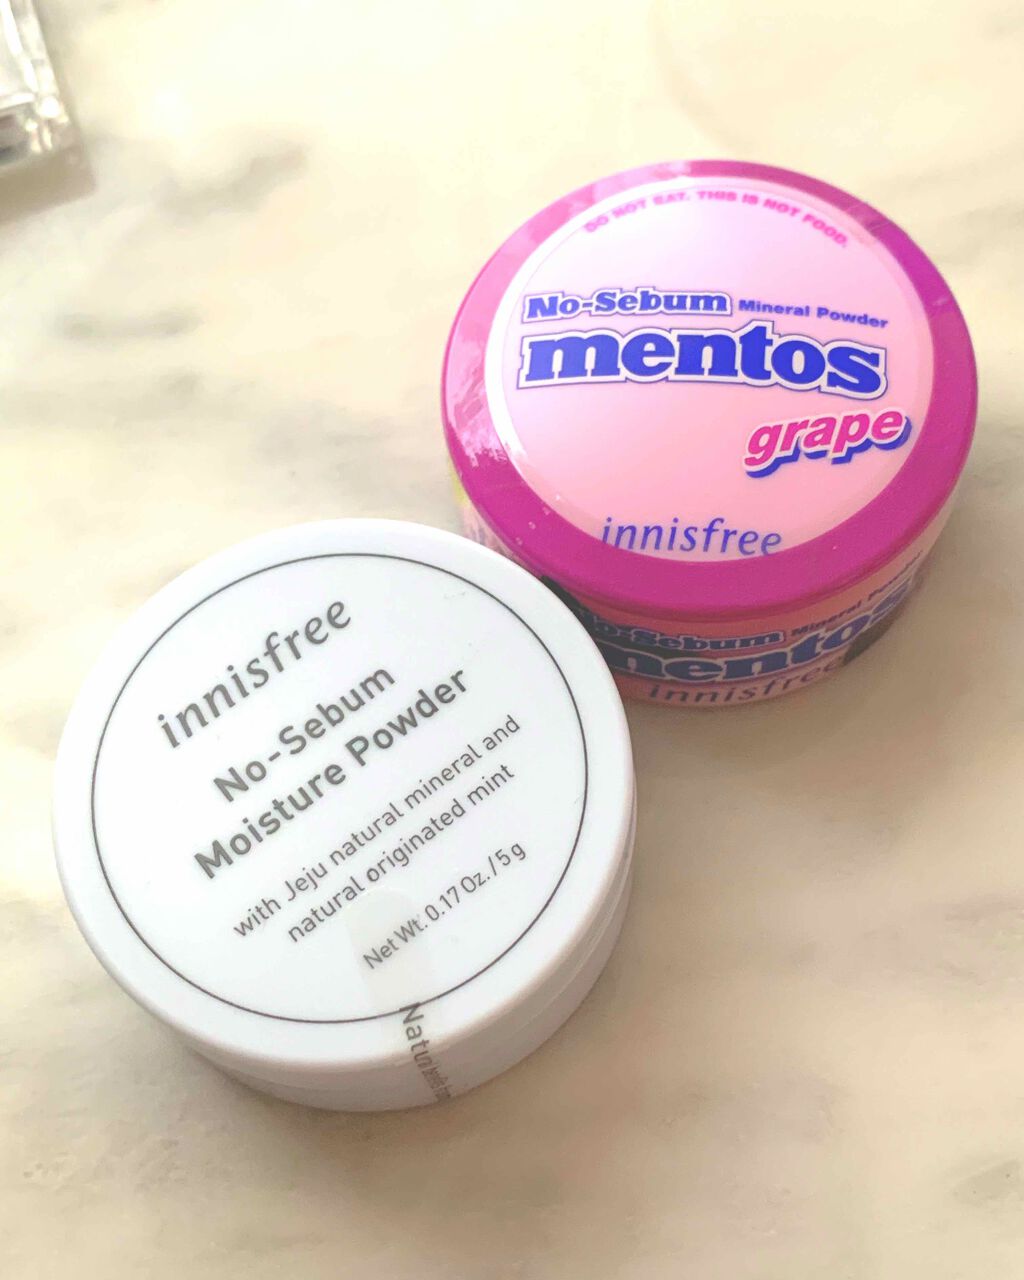 DO NOT EAT. THIS IS NOT FOOD.
No-Sebum Mineral Powder
mentos
grape
innisfree
No-Sebum Mineral Powder
mentos
innisfree
innisfree
No-Sebum
Moisture Powder
with Jeju natural mineral and
natural originated mint
Net Wt. 0.17 Oz. / 5 g